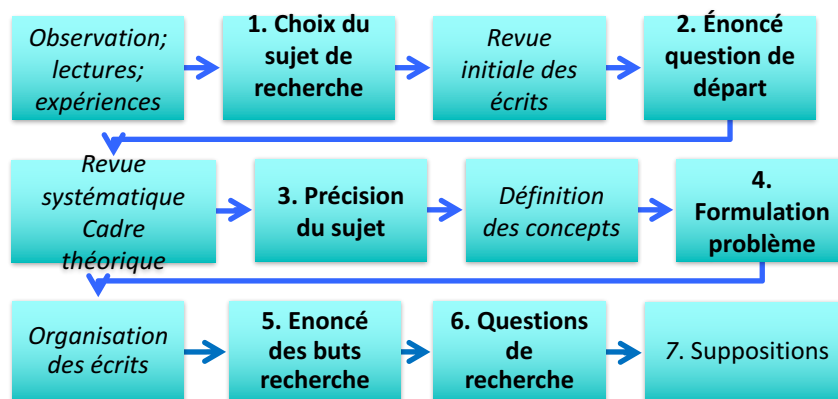 Observation;
lectures;
expériences
1. Choix du
sujet de
recherche
Revue
initiale des
écrits
2. Énoncé
question de
départ
Revue
systématique
Cadre
théorique
3. Précision
du sujet
Définition
des concepts
4.
Formulation
problème
Organisation
des écrits
5. Enoncé
des buts
recherche
6. Questions
de
recherche
7. Suppositions